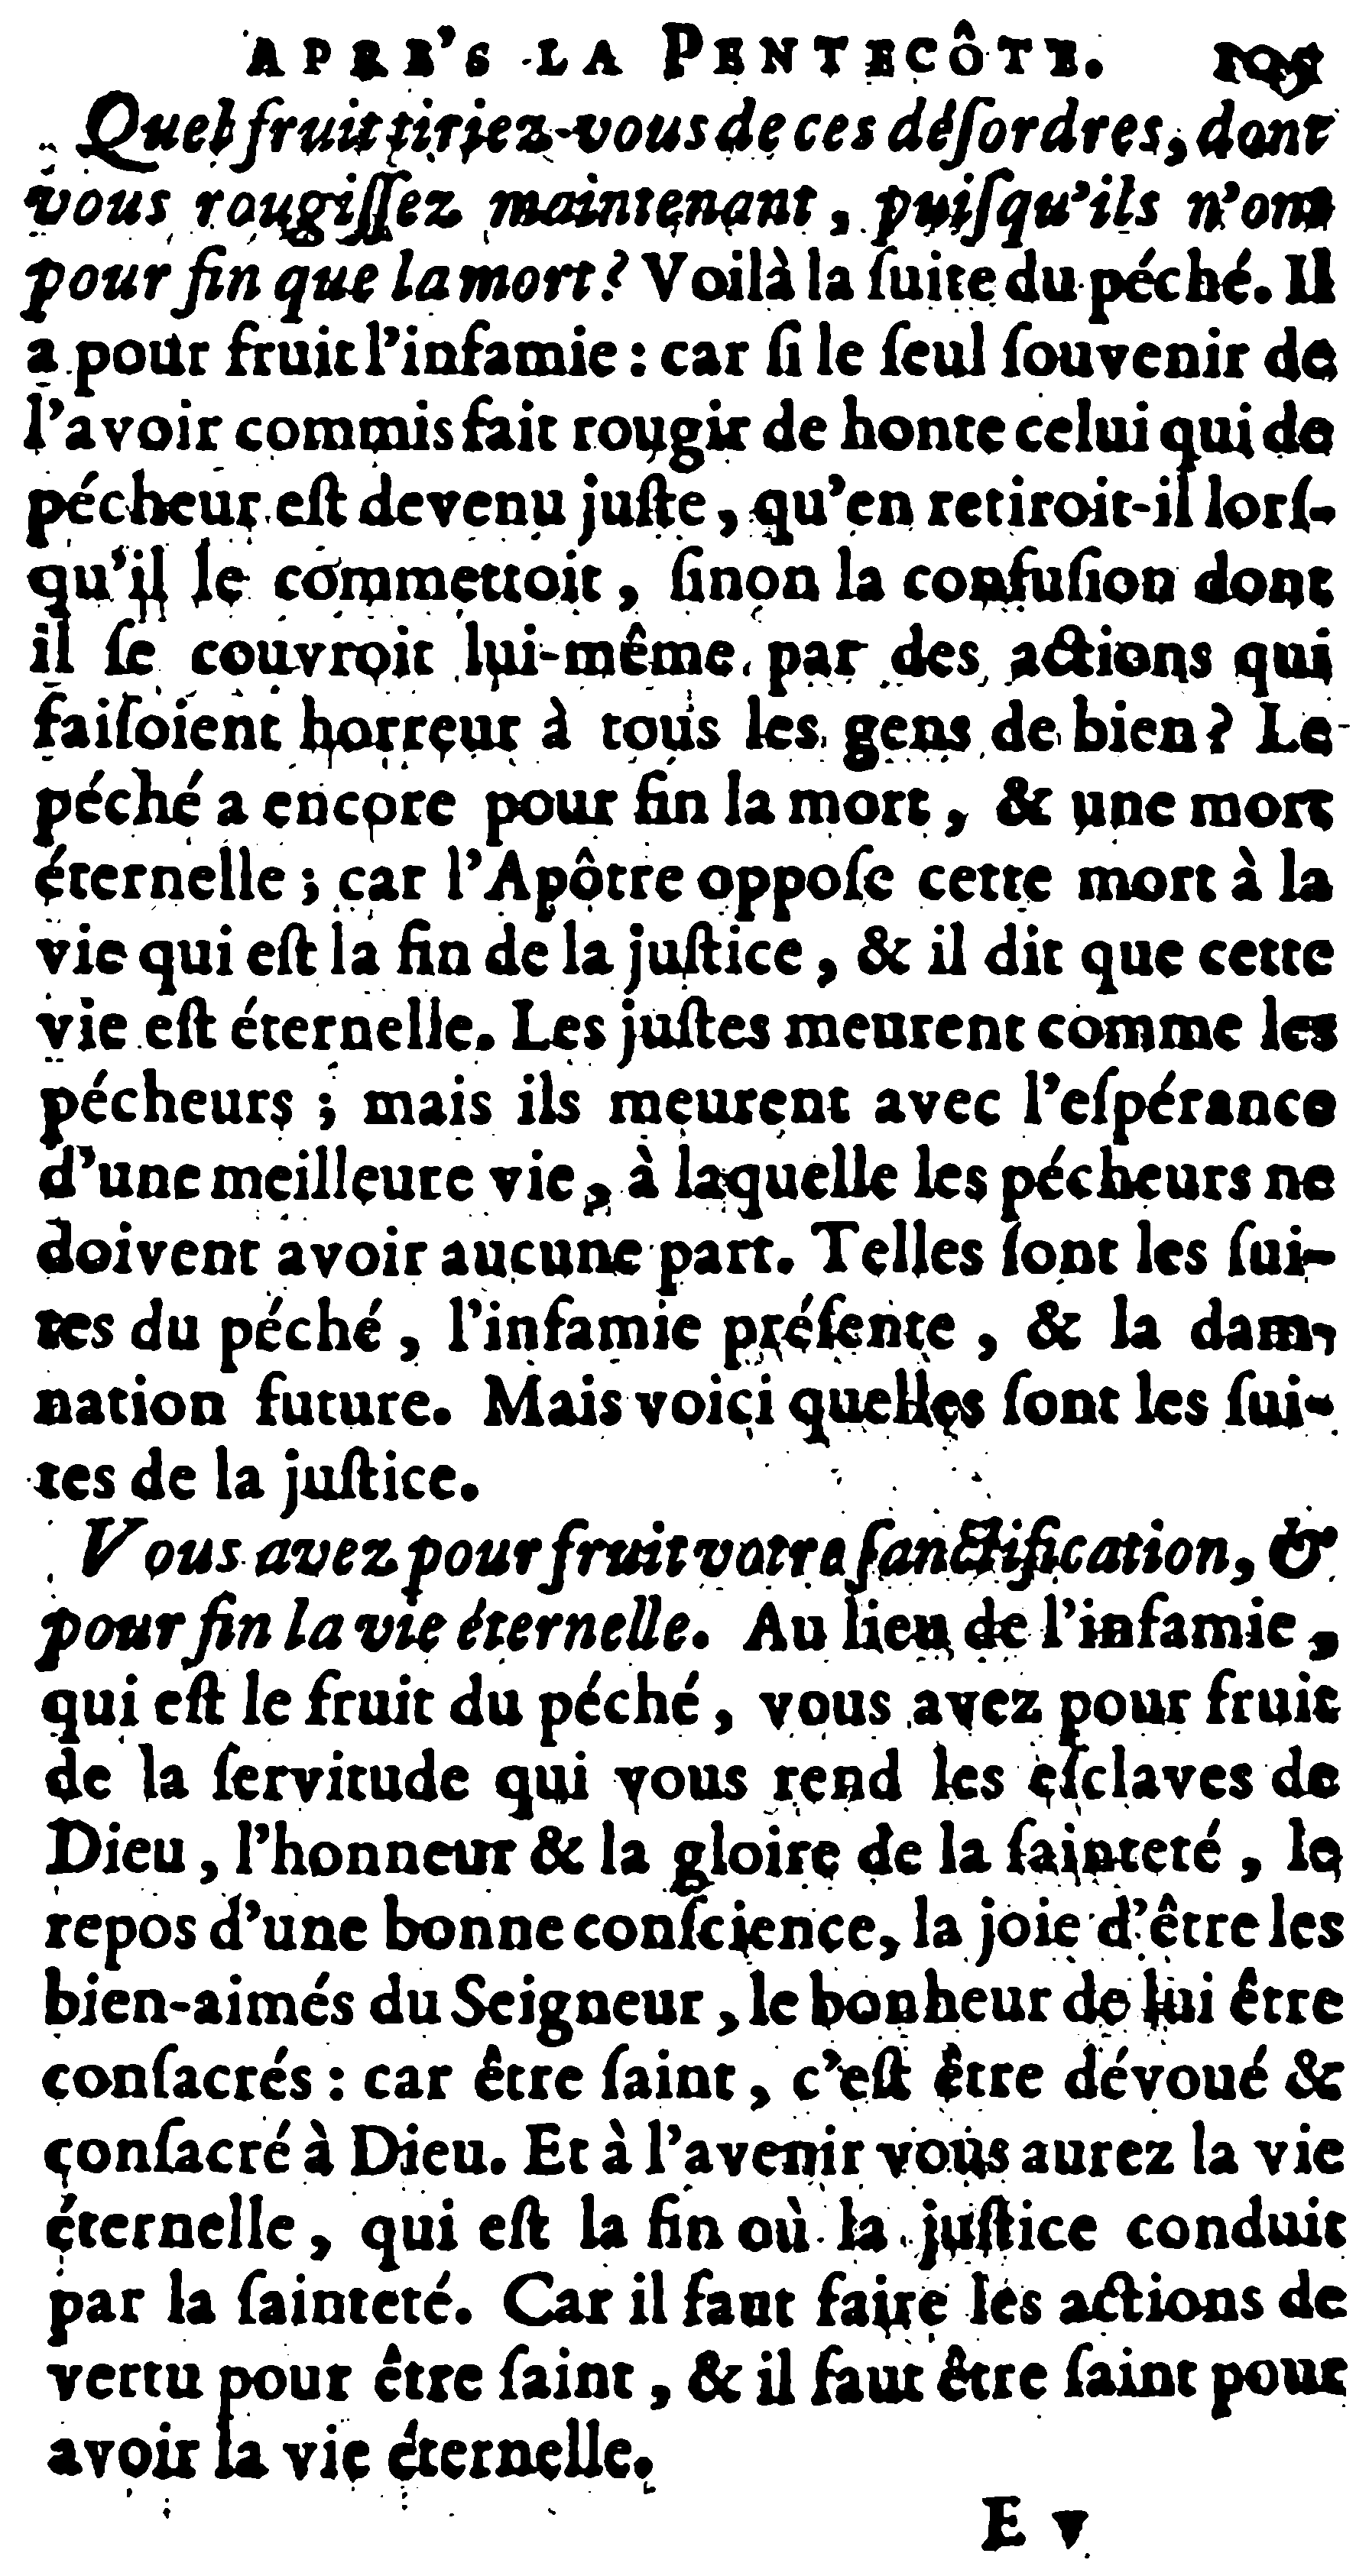 APRE'S LA PENTECÔTE. 105
Quel fruit tiriez-vous de ces déſordres, dont
vous rougiſſez maintenant, puiſqu'ils n'ont
pour fin que la mort? Voilà la ſuite du péché. Il
a pour fruit l'infamie : car ſi le ſeul ſouvenir de
l'avoir commis fait rougir de honte celui qui de
pécheur eſt devenu juſte, qu'en retiroit-il lorſ-
qu'il le commettoit, ſinon la confuſion dont
il ſe couvroit lui-même par des actions qui
faiſoient horreur à tous les gens de bien? Le
péché a encore pour fin la mort, & une mort
éternelle ; car l'Apôtre oppoſe cette mort à la
vie qui eſt la fin de la juſtice, & il dit que cette
vie eſt éternelle. Les juſtes meurent comme les
pécheurs ; mais ils meurent avec l'eſpérance
d'une meilleure vie, à laquelle les pécheurs ne
doivent avoir aucune part. Telles ſont les ſui-
tes du péché, l'infamie préſente, & la dam-
nation future. Mais voici quelles ſont les ſui-
tes de la juſtice.
Vous avez pour fruit votre ſanctification, &
pour fin la vie éternelle. Au lieu de l'infamie,
qui eſt le fruit du péché, vous avez pour fruit
de la ſervitude qui vous rend les eſclaves de
Dieu, l'honneur & la gloire de la ſainteté, le
repos d'une bonne conſcience, la joie d'être les
bien-aimés du Seigneur, le bonheur de lui être
conſacrés : car être ſaint, c'eſt être dévoué &
conſacré à Dieu. Et à l'avenir vous aurez la vie
éternelle, qui eſt la fin où la juſtice conduit
par la ſainteté. Car il faut faire les actions de
vertu pour être ſaint, & il faut être ſaint pour
avoir la vie éternelle.
E v